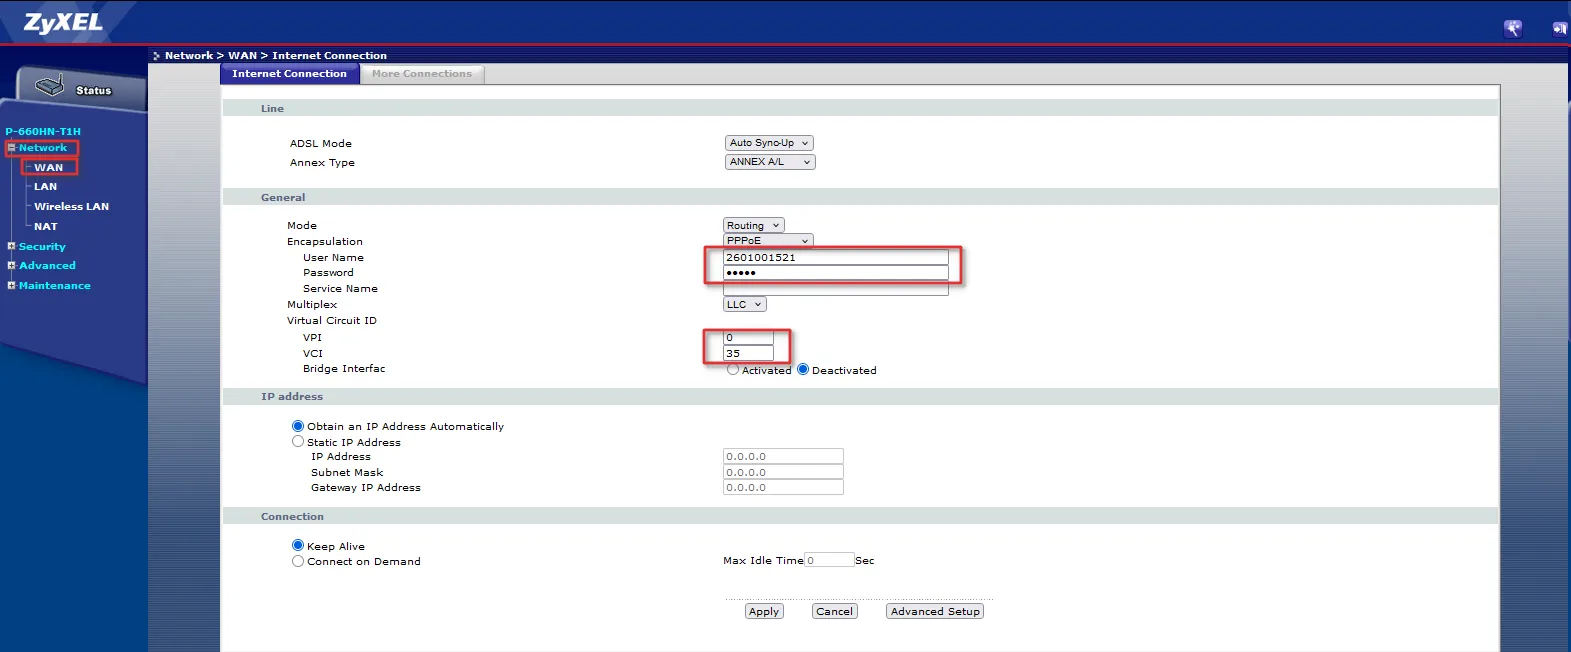 ZyXEL
Network > WAN > Internet Connection
Status
P-660HN-T1H
Network
WAN
LAN
Wireless LAN
NAT
Security
Advanced
Maintenance
Internet Connection More Connections
Line
ADSL Mode Auto Sync-Up
Annex Type ANNEX A/L
General
Mode Routing
Encapsulation PPPoE
User Name 2601001521
Password •••••
Service Name
Multiplex LLC
Virtual Circuit ID
VPI 0
VCI 35
Bridge Interfac Activated Deactivated
IP address
Obtain an IP Address Automatically
Static IP Address
IP Address 0.0.0.0
Subnet Mask 0.0.0.0
Gateway IP Address 0.0.0.0
Connection
Keep Alive
Connect on Demand Max Idle Time 0 Sec
Apply Cancel Advanced Setup